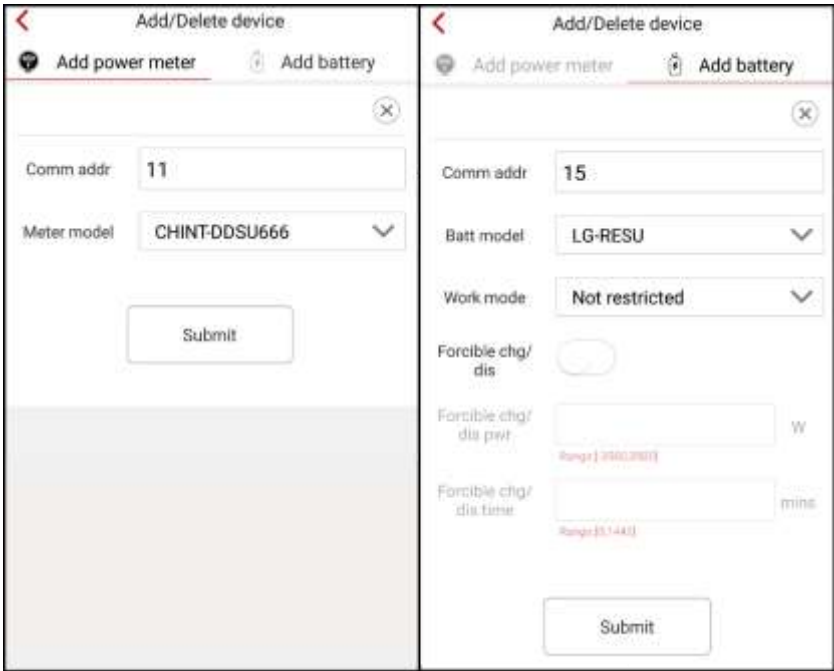 Add/Delete device
Add power meter Add battery
Comm addr 11
Meter model CHINT-DDSU666
Submit
Add/Delete device
Add power meter Add battery
Comm addr 15
Batt model LG-RESU
Work mode Not restricted
Forcible chg/
dis
Forcible chg/
dis pwr
W
Forcible chg/
dis time
mins
Submit